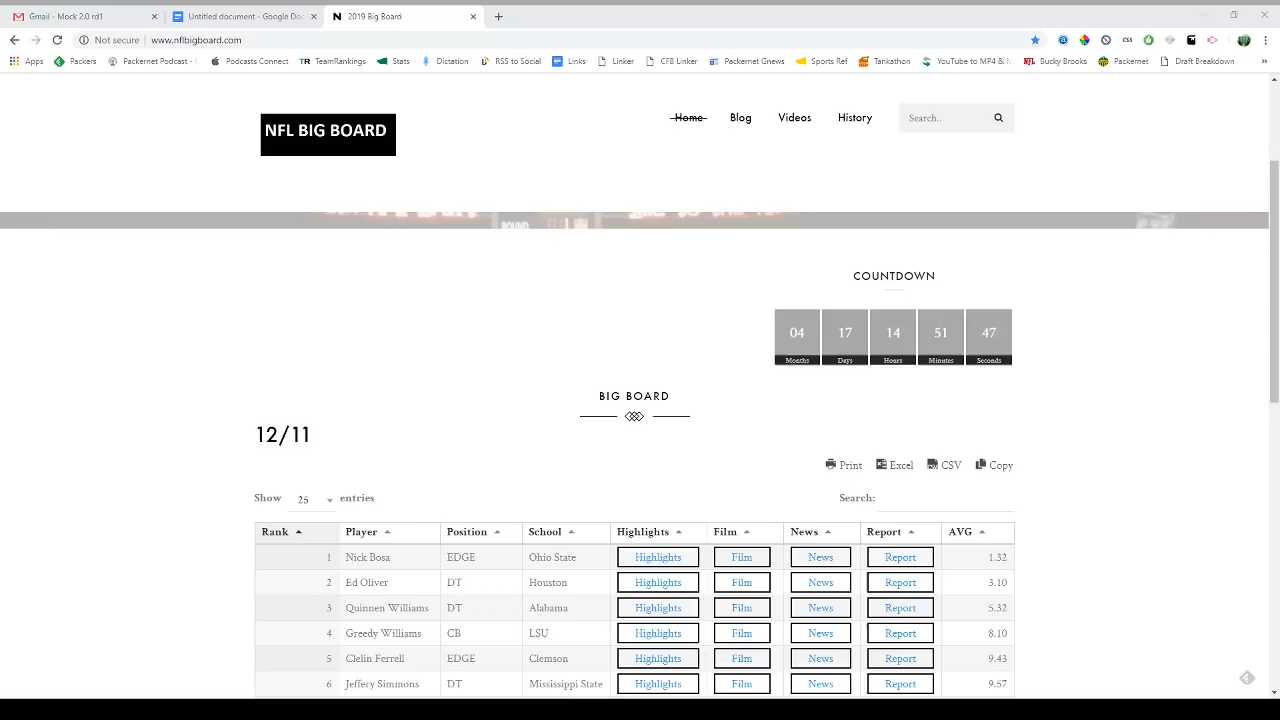 Gmail - Mock 2.0 rd1
Untitled document - Google Doc
2019 Big Board
Not secure | www.nflbigboard.com
CSS
Apps Packers Packernet Podcast - Podcasts Connect TeamRankings Stats Dictation RSS to Social Links Linker CFB Linker Packernet Gnews Sports Ref Tankathon YouTube to MP4 & M Bucky Brooks Packernet Draft Breakdown »
NFL BIG BOARD
Home Blog Videos History Search..
ROUND
COUNTDOWN
04 17 14 51 47
Months Days Hours Minutes Seconds
BIG BOARD
12/11
Print Excel CSV Copy
Show 25 entries Search:
Rank Player Position School Highlights Film News Report AVG
1 Nick Bosa EDGE Ohio State Highlights Film News Report 1.32
2 Ed Oliver DT Houston Highlights Film News Report 3.10
3 Quinnen Williams DT Alabama Highlights Film News Report 5.32
4 Greedy Williams CB LSU Highlights Film News Report 8.10
5 Clelin Ferrell EDGE Clemson Highlights Film News Report 9.43
6 Jeffery Simmons DT Mississippi State Highlights Film News Report 9.57